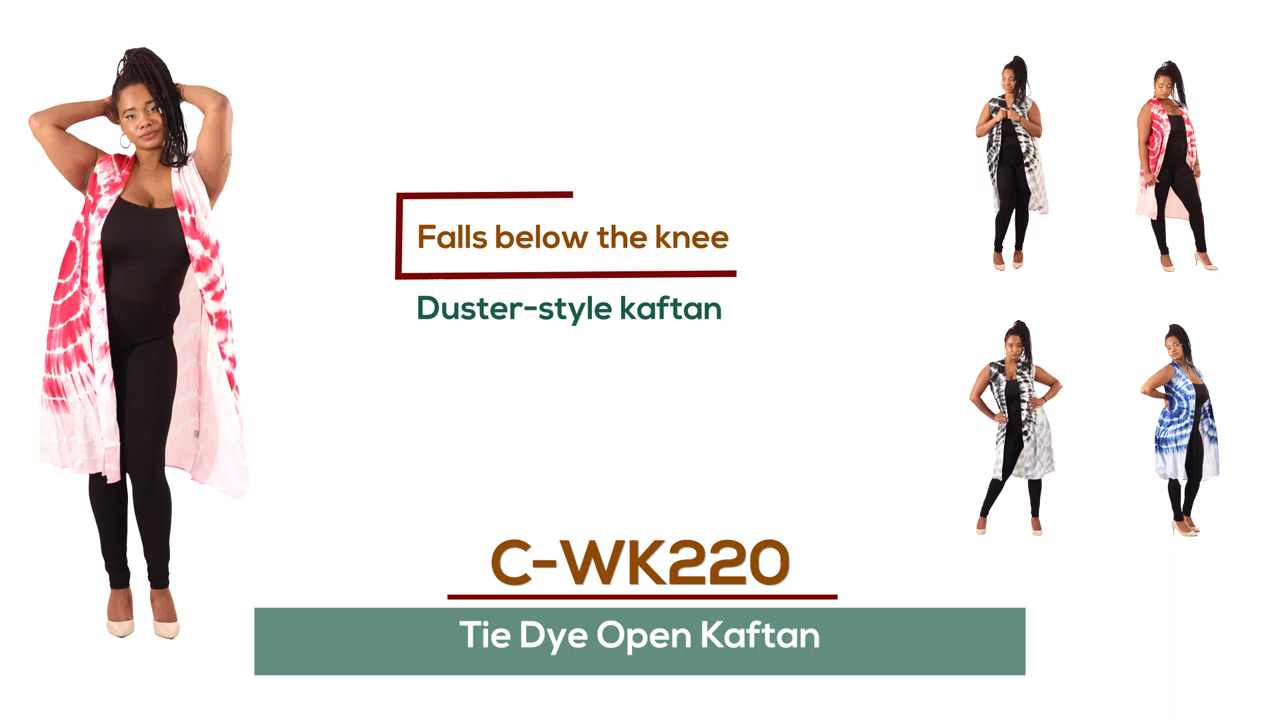 Falls below the knee
Duster-style kaftan
C-WK220
Tie Dye Open Kaftan